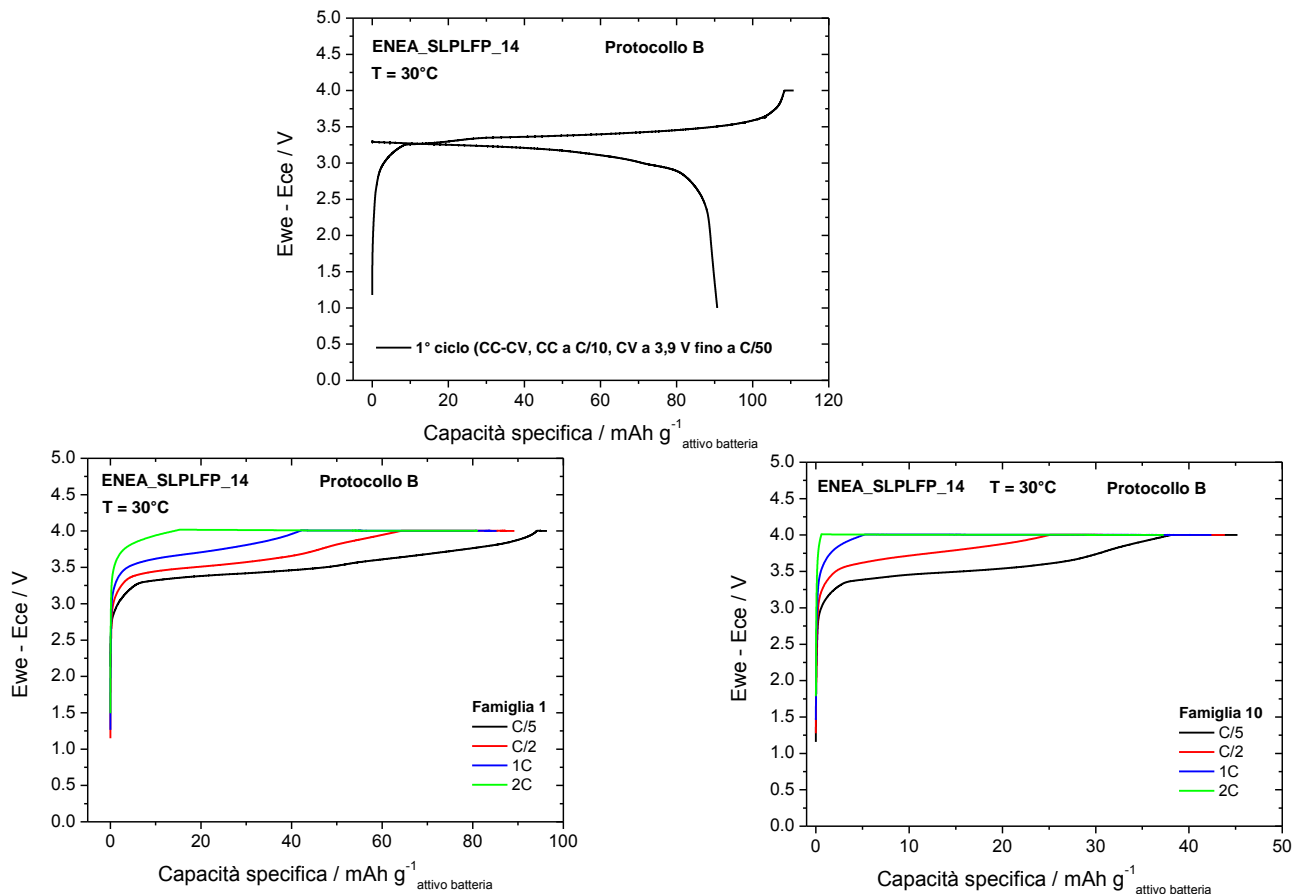 5.0
ENEA_SLPLFP_14 Protocollo B
4.5
T = 30°C
4.0
3.5
3.0
2.5
2.0
1.5
1.0
0.5
0.0
Ewe - Ece / V
1° ciclo (CC-CV, CC a C/10, CV a 3,9 V fino a C/50
0 20 40 60 80 100 120
Capacità specifica / mAh g-1 attivo batteria
5.0
ENEA_SLPLFP_14 Protocollo B
4.5
T = 30°C
4.0
3.5
3.0
2.5
2.0
1.5
1.0
0.5
0.0
Ewe - Ece / V
Famiglia 1
C/5
C/2
1C
2C
0 20 40 60 80 100
Capacità specifica / mAh g-1 attivo batteria
5.0
ENEA_SLPLFP_14 T = 30°C Protocollo B
4.5
4.0
3.5
3.0
2.5
2.0
1.5
1.0
0.5
0.0
Ewe - Ece / V
Famiglia 10
C/5
C/2
1C
2C
0 10 20 30 40 50
Capacità specifica / mAh g-1 attivo batteria